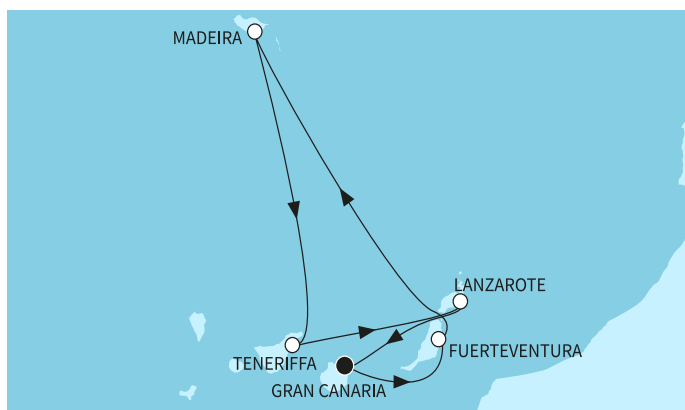 MADEIRA
LANZAROTE
FUERTEVENTURA
TENERIFFA
GRAN CANARIA